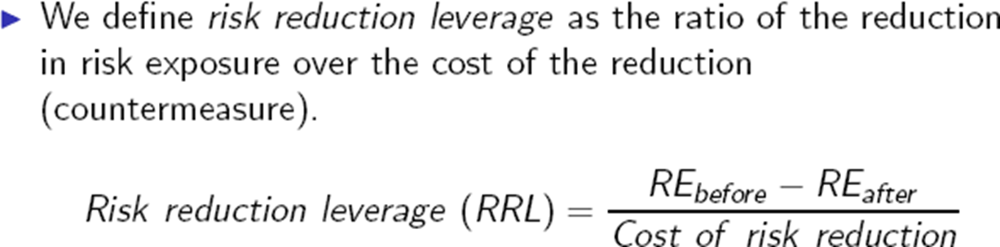 ▶ We define risk reduction leverage as the ratio of the reduction
in risk exposure over the cost of the reduction
(countermeasure).
Risk reduction leverage (RRL) = \frac{RE_{before} − RE_{after}}{Cost of risk reduction}